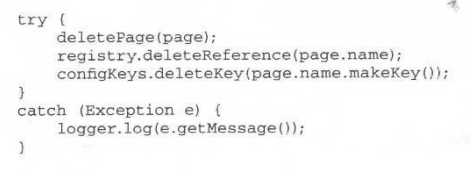 try {
    deletePage(page);
    registry.deleteReference(page.name);
    configKeys.deleteKey(page.name.makeKey());
}
catch (Exception e) {
    logger.log(e.getMessage());
}